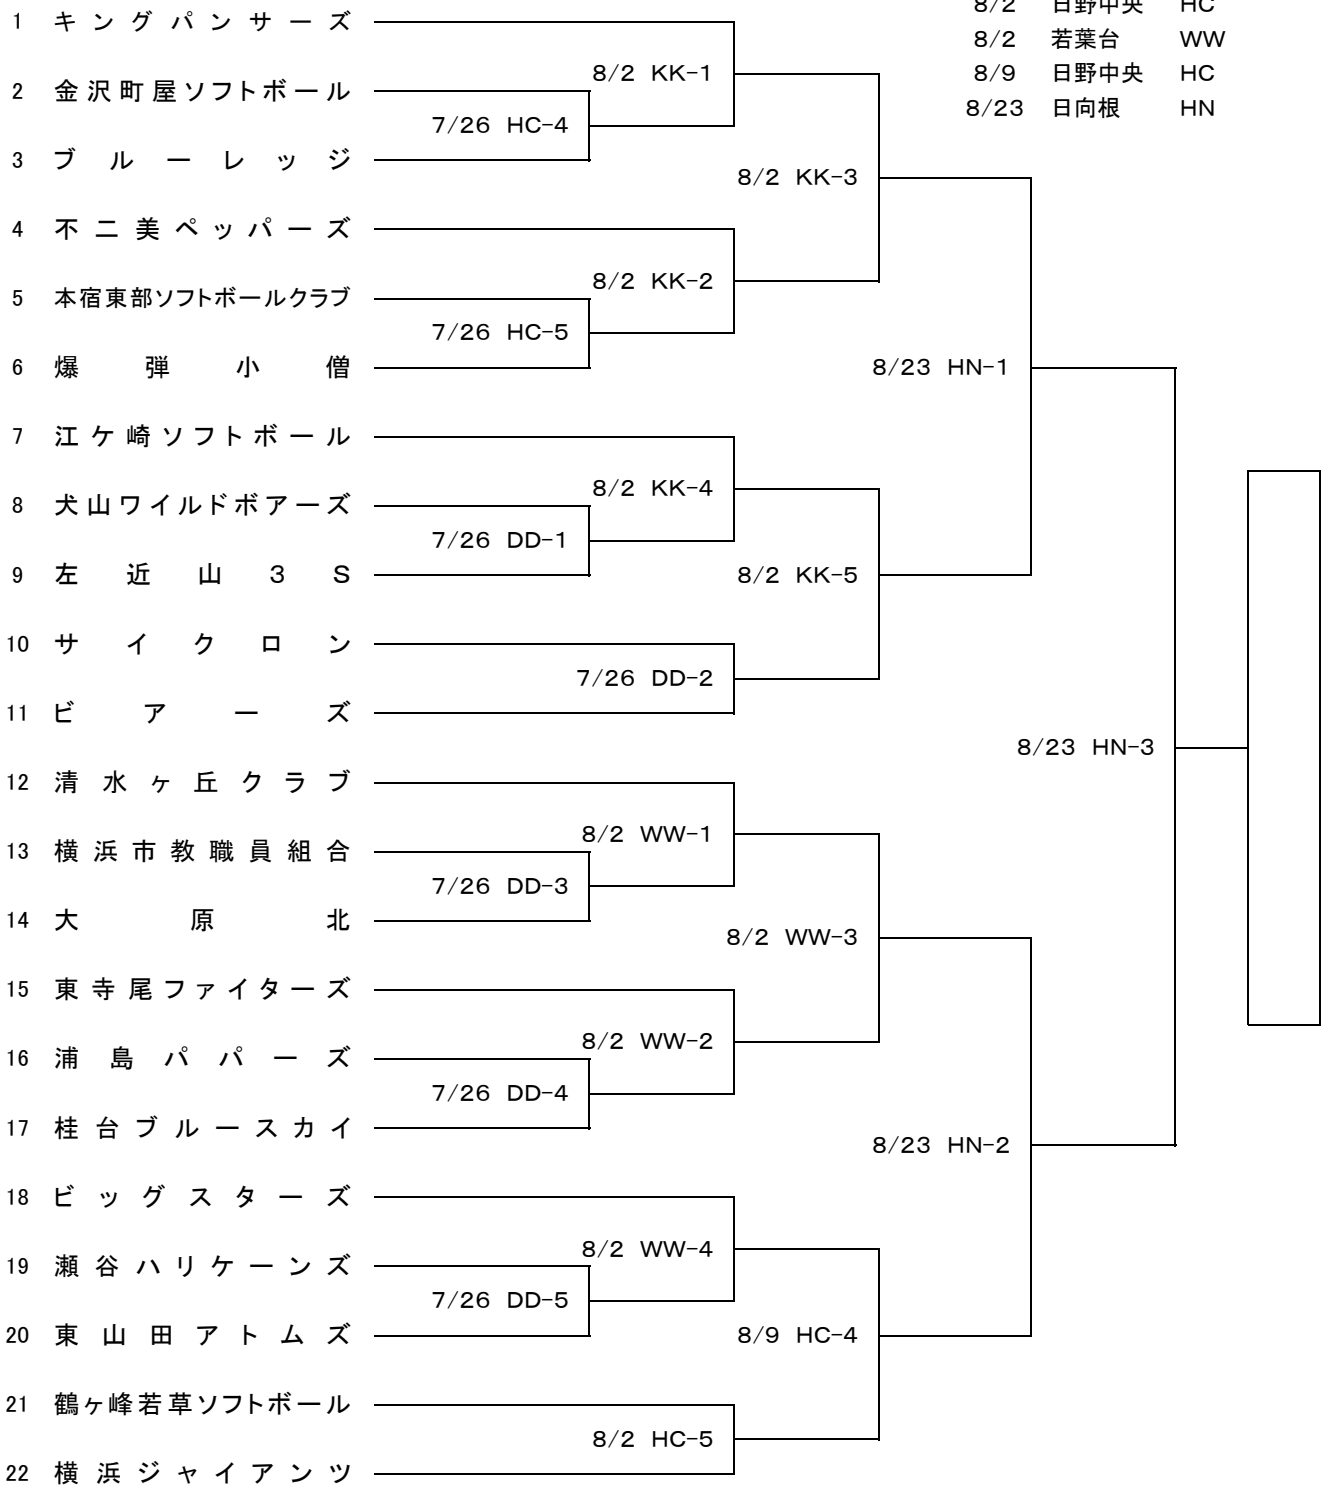 8/2 日野中央 HC
1 キングパンサーズ
8/2 若葉台 WW
8/2 KK-1
8/9 日野中央 HC
2 金沢町屋ソフトボール
8/23 日向根 HN
7/26 HC-4
3 ブルーレッジ
8/2 KK-3
4 不二美ペッパーズ
8/2 KK-2
5 本宿東部ソフトボールクラブ
7/26 HC-5
6 爆弾小僧
8/23 HN-1
7 江ケ崎ソフトボール
8/2 KK-4
8 犬山ワイルドボアーズ
7/26 DD-1
9 左近山3S
8/2 KK-5
10 サイクロン
7/26 DD-2
11 ビアーズ
8/23 HN-3
12 清水ヶ丘クラブ
8/2 WW-1
13 横浜市教職員組合
7/26 DD-3
14 大原北
8/2 WW-3
15 東寺尾ファイターズ
8/2 WW-2
16 浦島パパーズ
7/26 DD-4
17 桂台ブルースカイ
8/23 HN-2
18 ビッグスターズ
8/2 WW-4
19 瀬谷ハリケーンズ
7/26 DD-5
20 東山田アトムズ
8/9 HC-4
21 鶴ヶ峰若草ソフトボール
8/2 HC-5
22 横浜ジャイアンツ